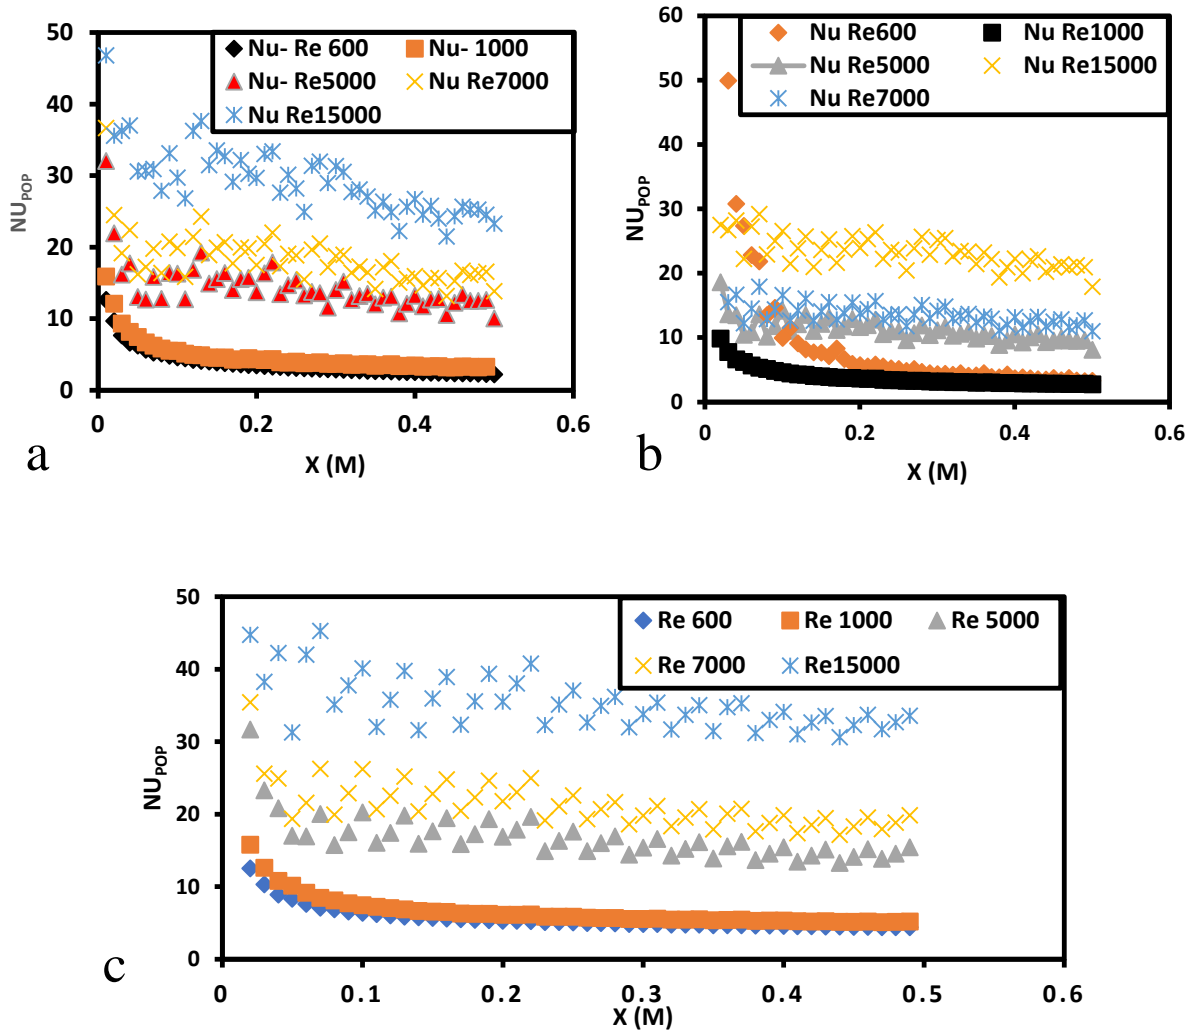 50
40
30
20
10
0
NU_POP
Nu- Re 600 Nu- 1000
Nu- Re5000 Nu Re7000
Nu Re15000
0 0.2 0.4 0.6
X (M)
a
60
50
40
30
20
10
0
NU_POP
Nu Re600 Nu Re1000
Nu Re5000 Nu Re15000
Nu Re7000
0 0.2 0.4 0.6
X (M)
b
50
40
30
20
10
0
NU_POP
Re 600 Re 1000 Re 5000
Re 7000 Re15000
0 0.1 0.2 0.3 0.4 0.5 0.6
X (M)
c